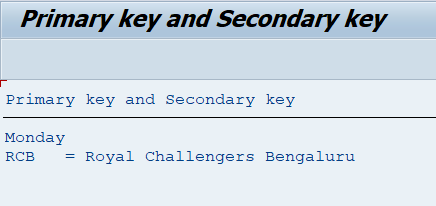 Primary key and Secondary key
Primary key and Secondary key
Monday
RCB   = Royal Challengers Bengaluru